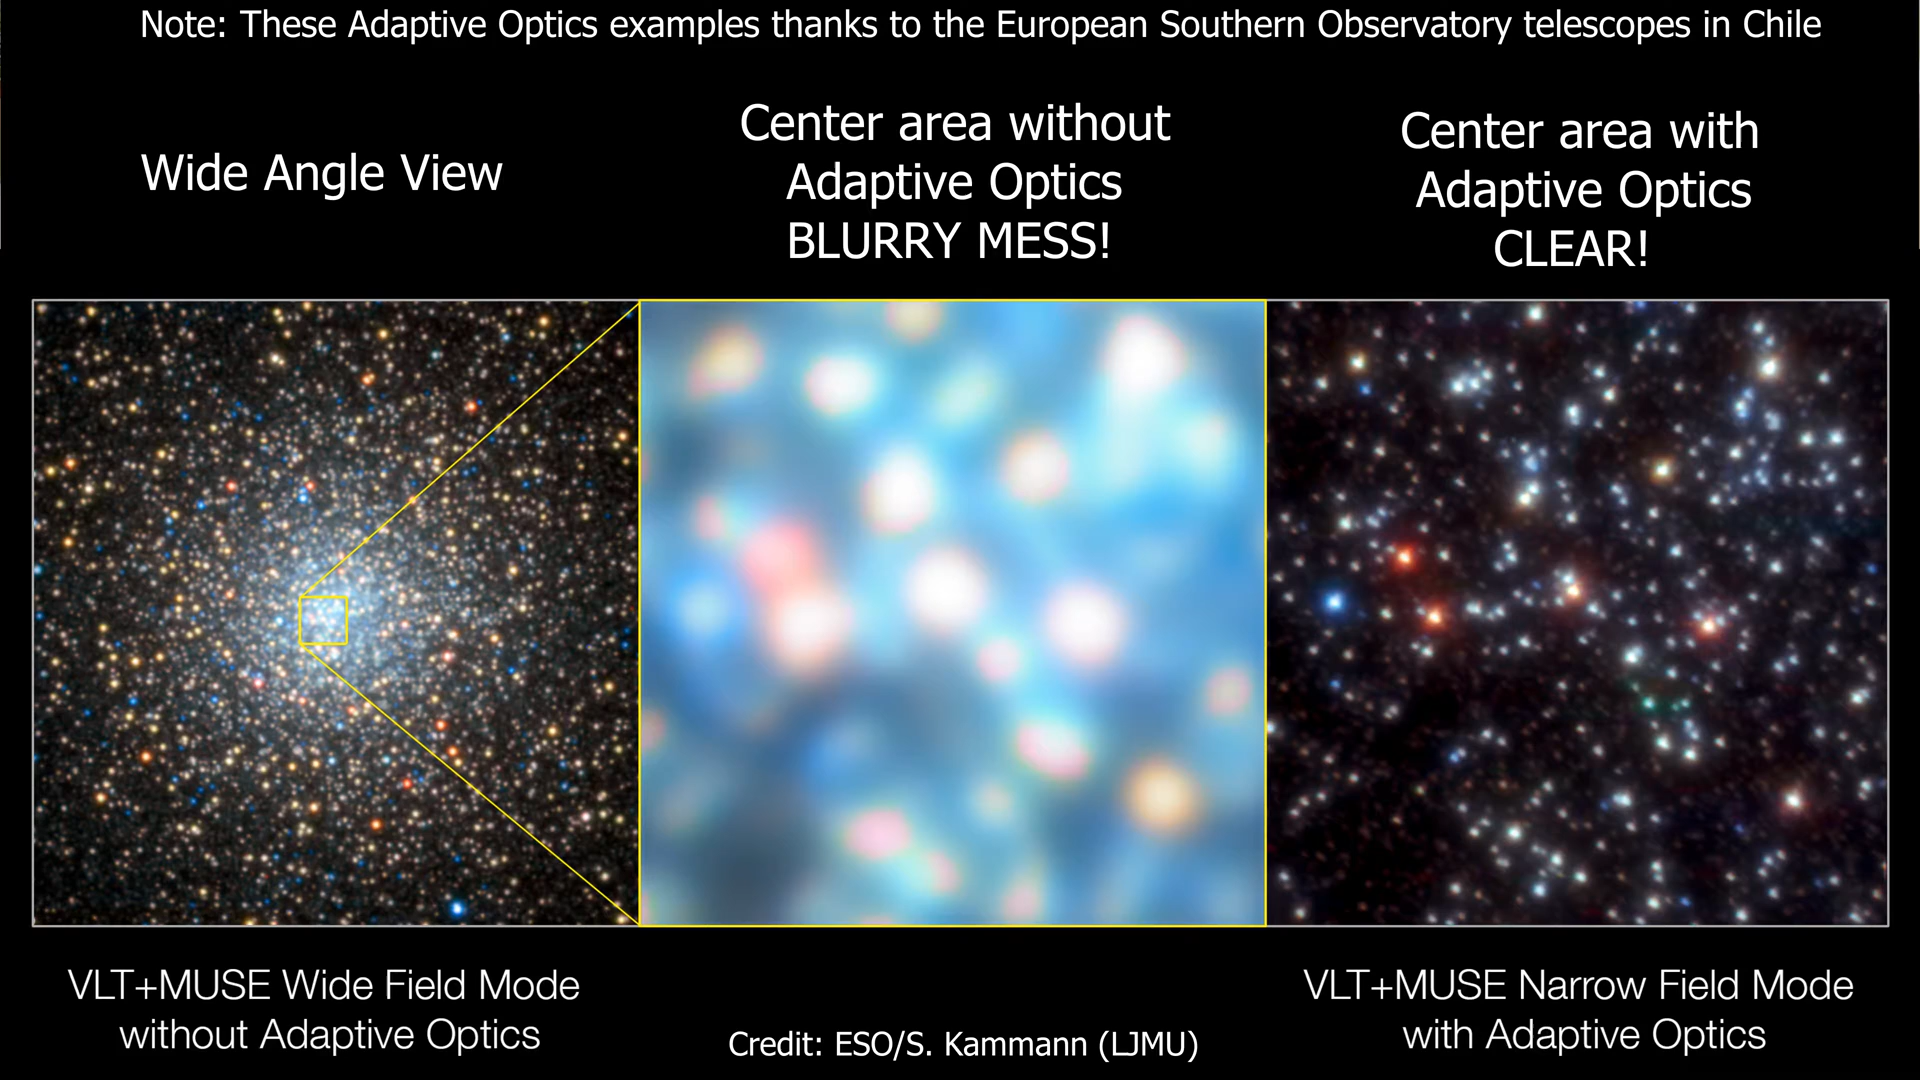 Note: These Adaptive Optics examples thanks to the European Southern Observatory telescopes in Chile
Wide Angle View
Center area without
Adaptive Optics
BLURRY MESS!
Center area with
Adaptive Optics
CLEAR!
VLT+MUSE Wide Field Mode
without Adaptive Optics
Credit: ESO/S. Kammann (LJMU)
VLT+MUSE Narrow Field Mode
with Adaptive Optics